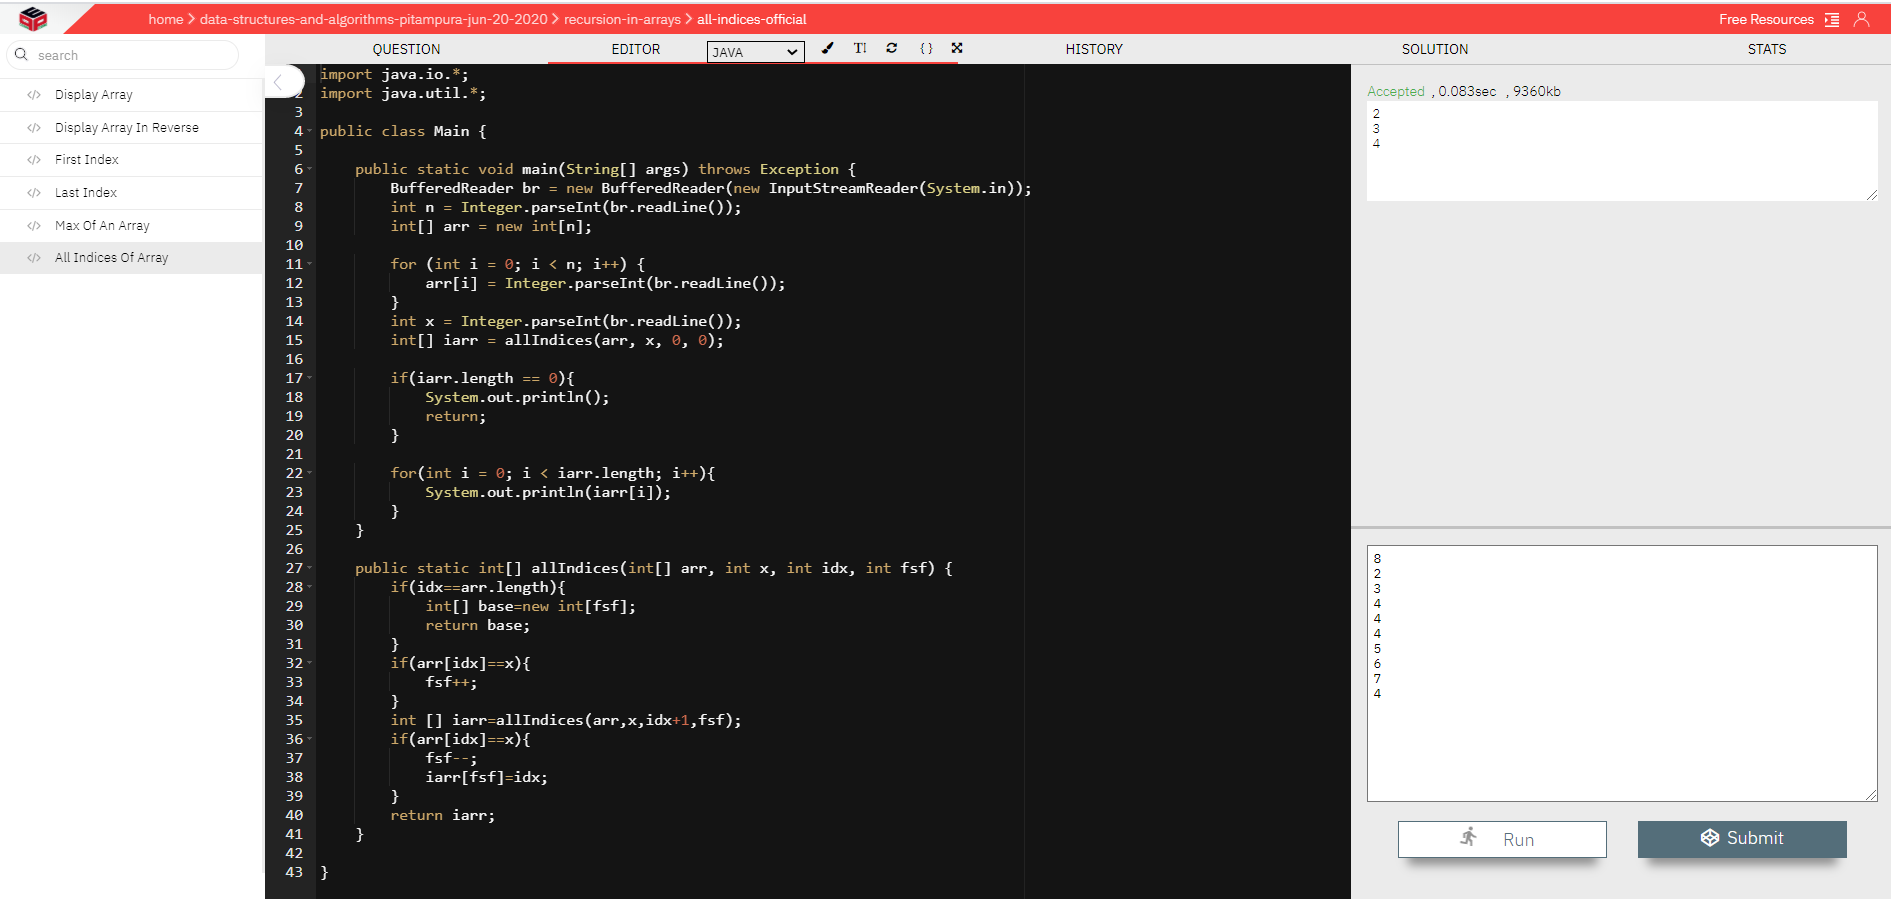 home > data-structures-and-algorithms-pitampura-jun-20-2020 > recursion-in-arrays > all-indices-official
Free Resources
search
Display Array
Display Array In Reverse
First Index
Last Index
Max Of An Array
All Indices Of Array
QUESTION
EDITOR
JAVA
HISTORY
SOLUTION
STATS
import java.io.*;
2 import java.util.*;
3
4 public class Main {
5
6     public static void main(String[] args) throws Exception {
7         BufferedReader br = new BufferedReader(new InputStreamReader(System.in));
8         int n = Integer.parseInt(br.readLine());
9         int[] arr = new int[n];
10
11         for (int i = 0; i < n; i++) {
12             arr[i] = Integer.parseInt(br.readLine());
13         }
14         int x = Integer.parseInt(br.readLine());
15         int[] iarr = allIndices(arr, x, 0, 0);
16
17         if(iarr.length == 0){
18             System.out.println();
19             return;
20         }
21
22         for(int i = 0; i < iarr.length; i++){
23             System.out.println(iarr[i]);
24         }
25     }
26
27     public static int[] allIndices(int[] arr, int x, int idx, int fsf) {
28         if(idx==arr.length){
29             int[] base=new int[fsf];
30             return base;
31         }
32         if(arr[idx]==x){
33             fsf++;
34         }
35         int [] iarr=allIndices(arr,x,idx+1,fsf);
36         if(arr[idx]==x){
37             fsf--;
38             iarr[fsf]=idx;
39         }
40         return iarr;
41     }
42
43 }
Accepted , 0.083sec , 9360kb
2
3
4
8
2
3
4
4
4
5
6
7
4
Run
Submit